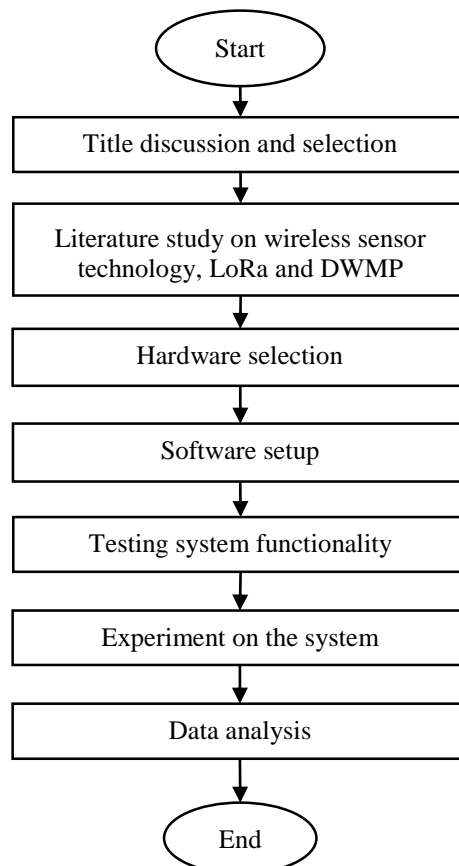 Start
Title discussion and selection
Literature study on wireless sensor
technology, LoRa and DWMP
Hardware selection
Software setup
Testing system functionality
Experiment on the system
Data analysis
End